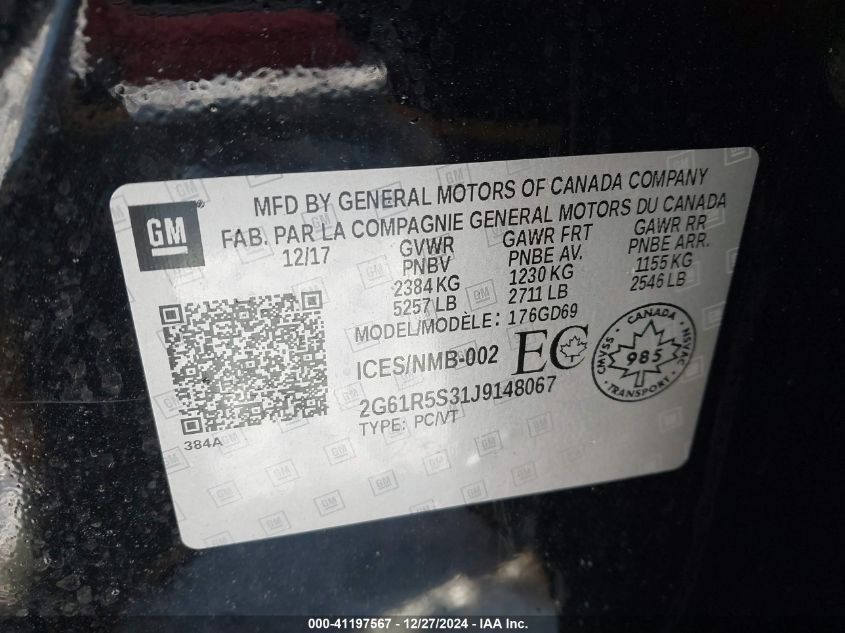 GM
MFD BY GENERAL MOTORS OF CANADA COMPANY
FAB. PAR LA COMPAGNIE GENERAL MOTORS DU CANADA
12/17
GVWR
PNBV
2384 KG
5257 LB
GAWR FRT
PNBE AV.
1230 KG
2711 LB
GAWR RR
PNBE ARR.
1155 KG
2546 LB
MODEL/MODÈLE: 176GD69
ICES/NMB-002 EC
CANADA
CMVSS 985 NSVAC
TRANSPORT
2G61R5S31J9148067
TYPE: PC/VT
384A
000-41197567 - 12/27/2024 - IAA Inc.